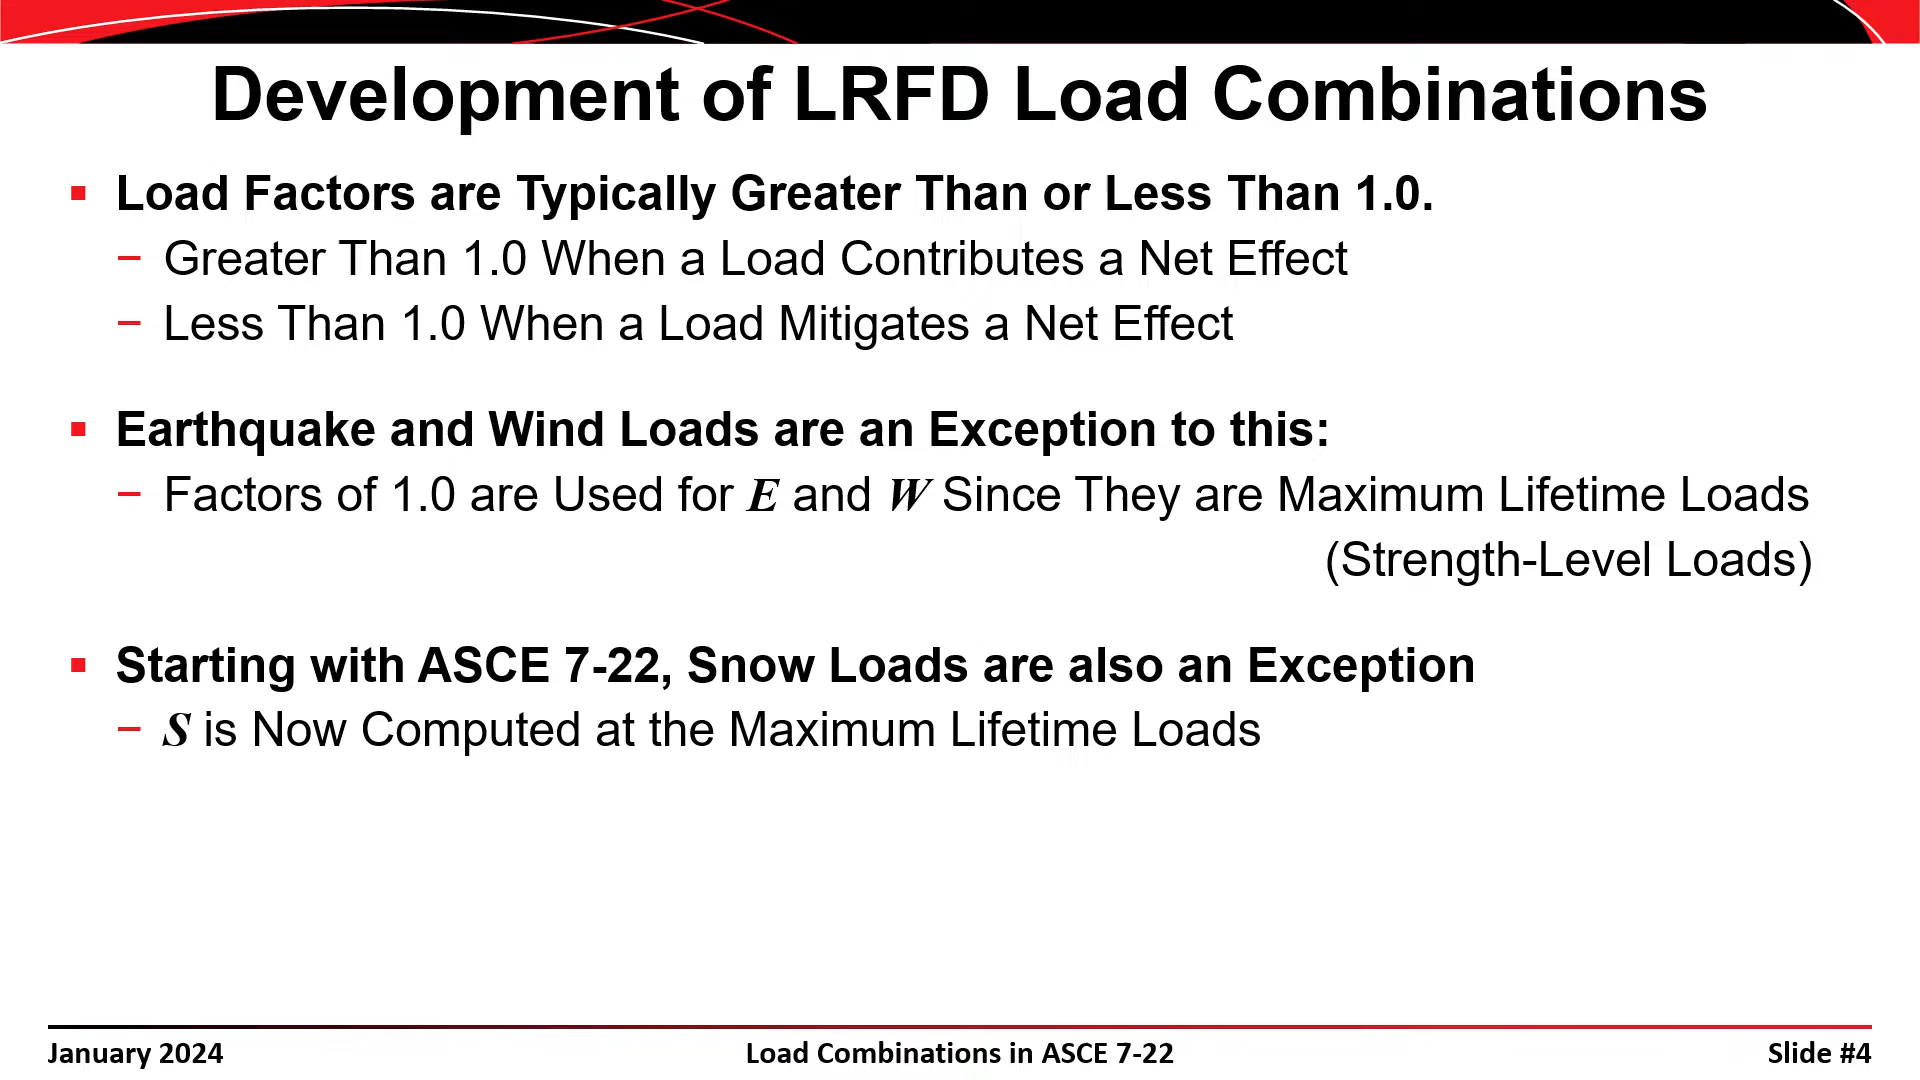 Development of LRFD Load Combinations
▪ Load Factors are Typically Greater Than or Less Than 1.0.
− Greater Than 1.0 When a Load Contributes a Net Effect
− Less Than 1.0 When a Load Mitigates a Net Effect
▪ Earthquake and Wind Loads are an Exception to this:
− Factors of 1.0 are Used for E and W Since They are Maximum Lifetime Loads
(Strength-Level Loads)
▪ Starting with ASCE 7-22, Snow Loads are also an Exception
− S is Now Computed at the Maximum Lifetime Loads
January 2024
Load Combinations in ASCE 7-22
Slide #4